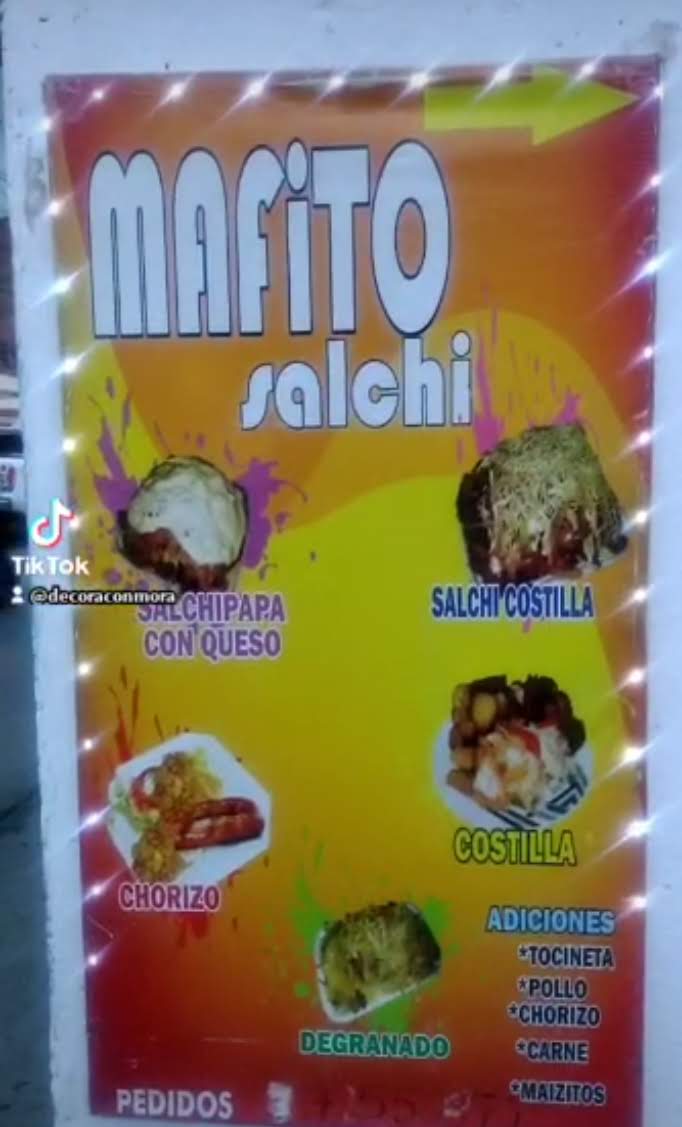 MAFiTO
salchi
TikTok
@decoraconmora
SALCHIPAPA
CON QUESO
SALCHI COSTILLA
CHORIZO
COSTILLA
DEGRANADO
ADICIONES
*TOCINETA
*POLLO
*CHORIZO
*CARNE
*MAIZITOS
PEDIDOS